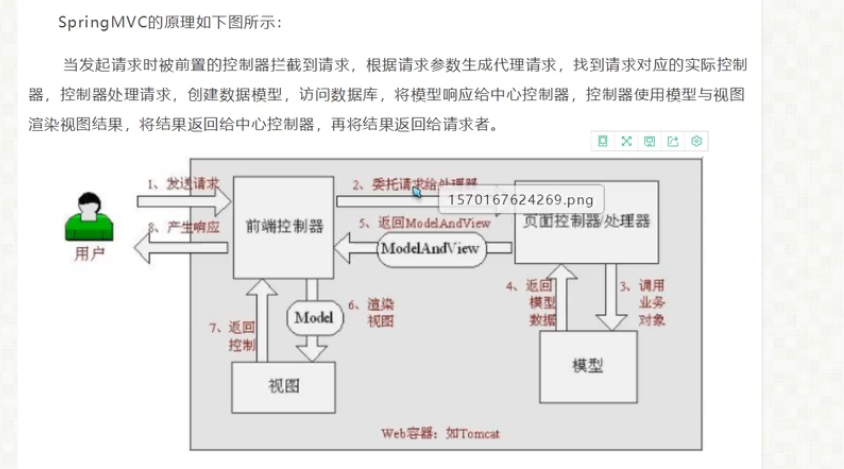 SpringMVC的原理如下图所示：
当发起请求时被前置的控制器拦截到请求，根据请求参数生成代理请求，找到请求对应的实际控制
器，控制器处理请求，创建数据模型，访问数据库，将模型响应给中心控制器，控制器使用模型与视图
渲染视图结果，将结果返回给中心控制器，再将结果返回给请求者。
1、发送请求
2、委托请求给处理器
1570167624269.png
8、产生响应
前端控制器
5、返回ModelAndView
ModelAndView
页面控制器/处理器
用户
4、返回
模型
数据
3、调用
业务
对象
6、渲染
视图
Model
7、返回
控制
视图
模型
Web容器：如Tomcat